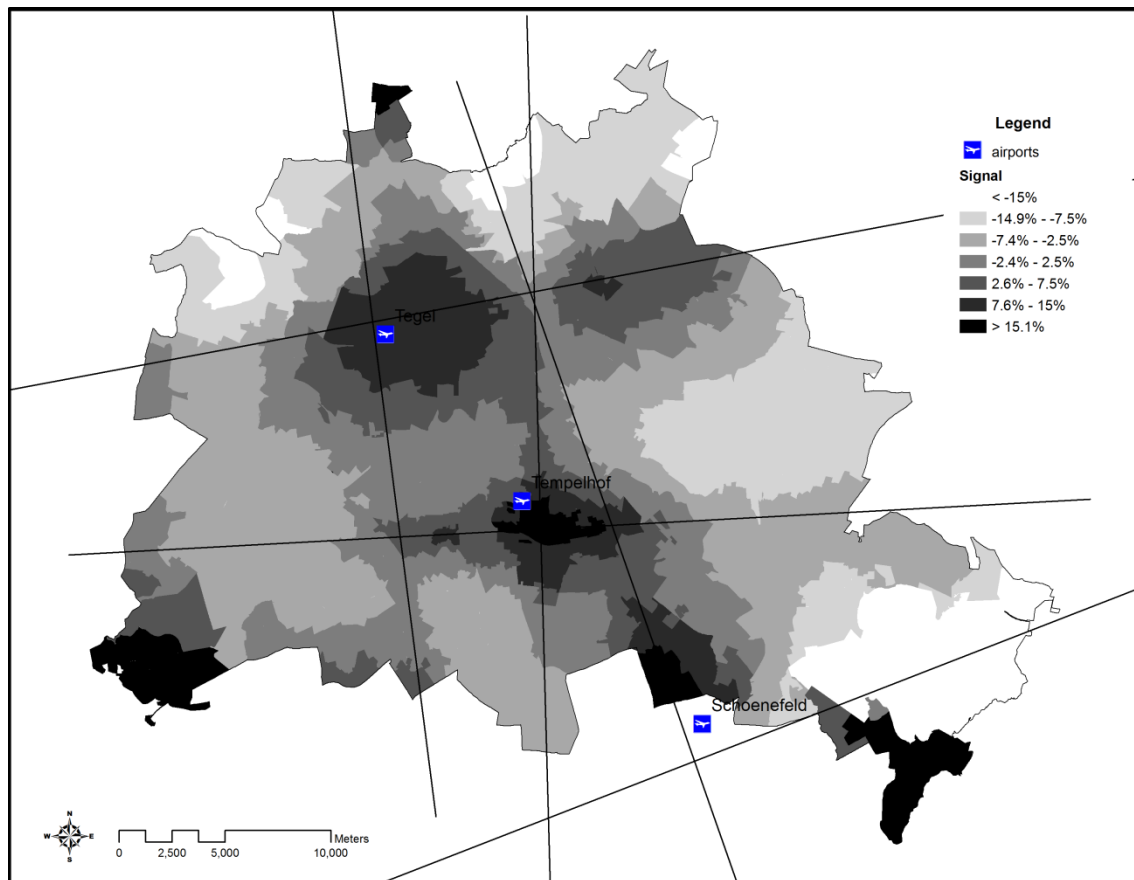 Legend
airports
Signal
< -15%
-14.9% - -7.5%
-7.4% - -2.5%
-2.4% - 2.5%
2.6% - 7.5%
7.6% - 15%
> 15.1%
Tegel
Tempelhof
Schoenefeld
N
W E
S
Meters
0 2,500 5,000 10,000